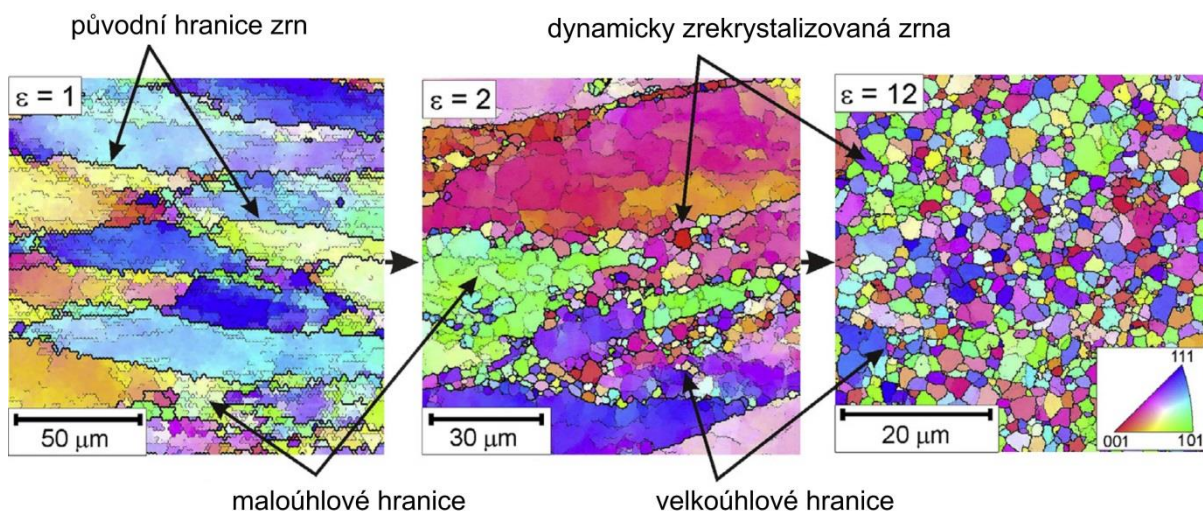 původní hranice zrn
dynamicky zrekrystalizovaná zrna
ε = 1
ε = 2
ε = 12
50 μm
30 μm
20 μm
111
001
101
maloúhlové hranice
velkoúhlové hranice